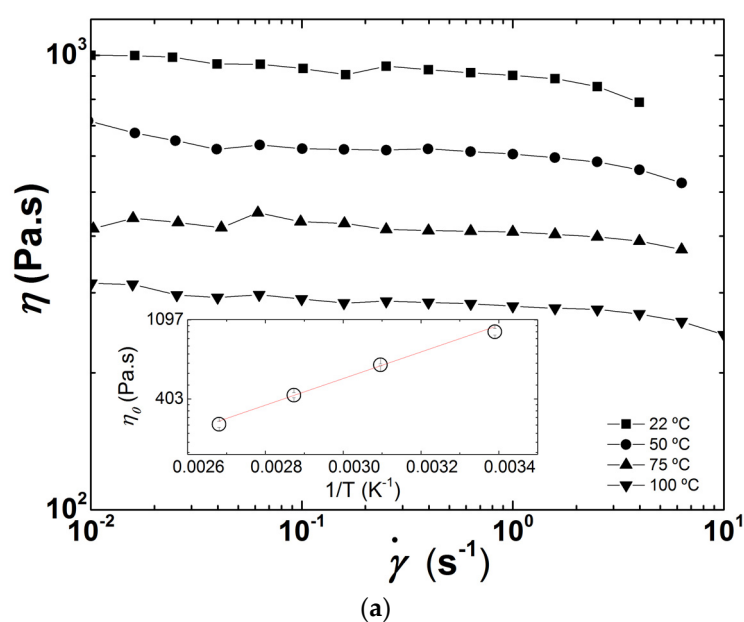 10³
η (Pa.s)
10²
1097
403
η₀ (Pa.s)
0.0026 0.0028 0.0030 0.0032 0.0034
1/T (K⁻¹)
22 ºC
50 ºC
75 ºC
100 ºC
10⁻² 10⁻¹ 10⁰ 10¹
γ̇ (s⁻¹)
(a)